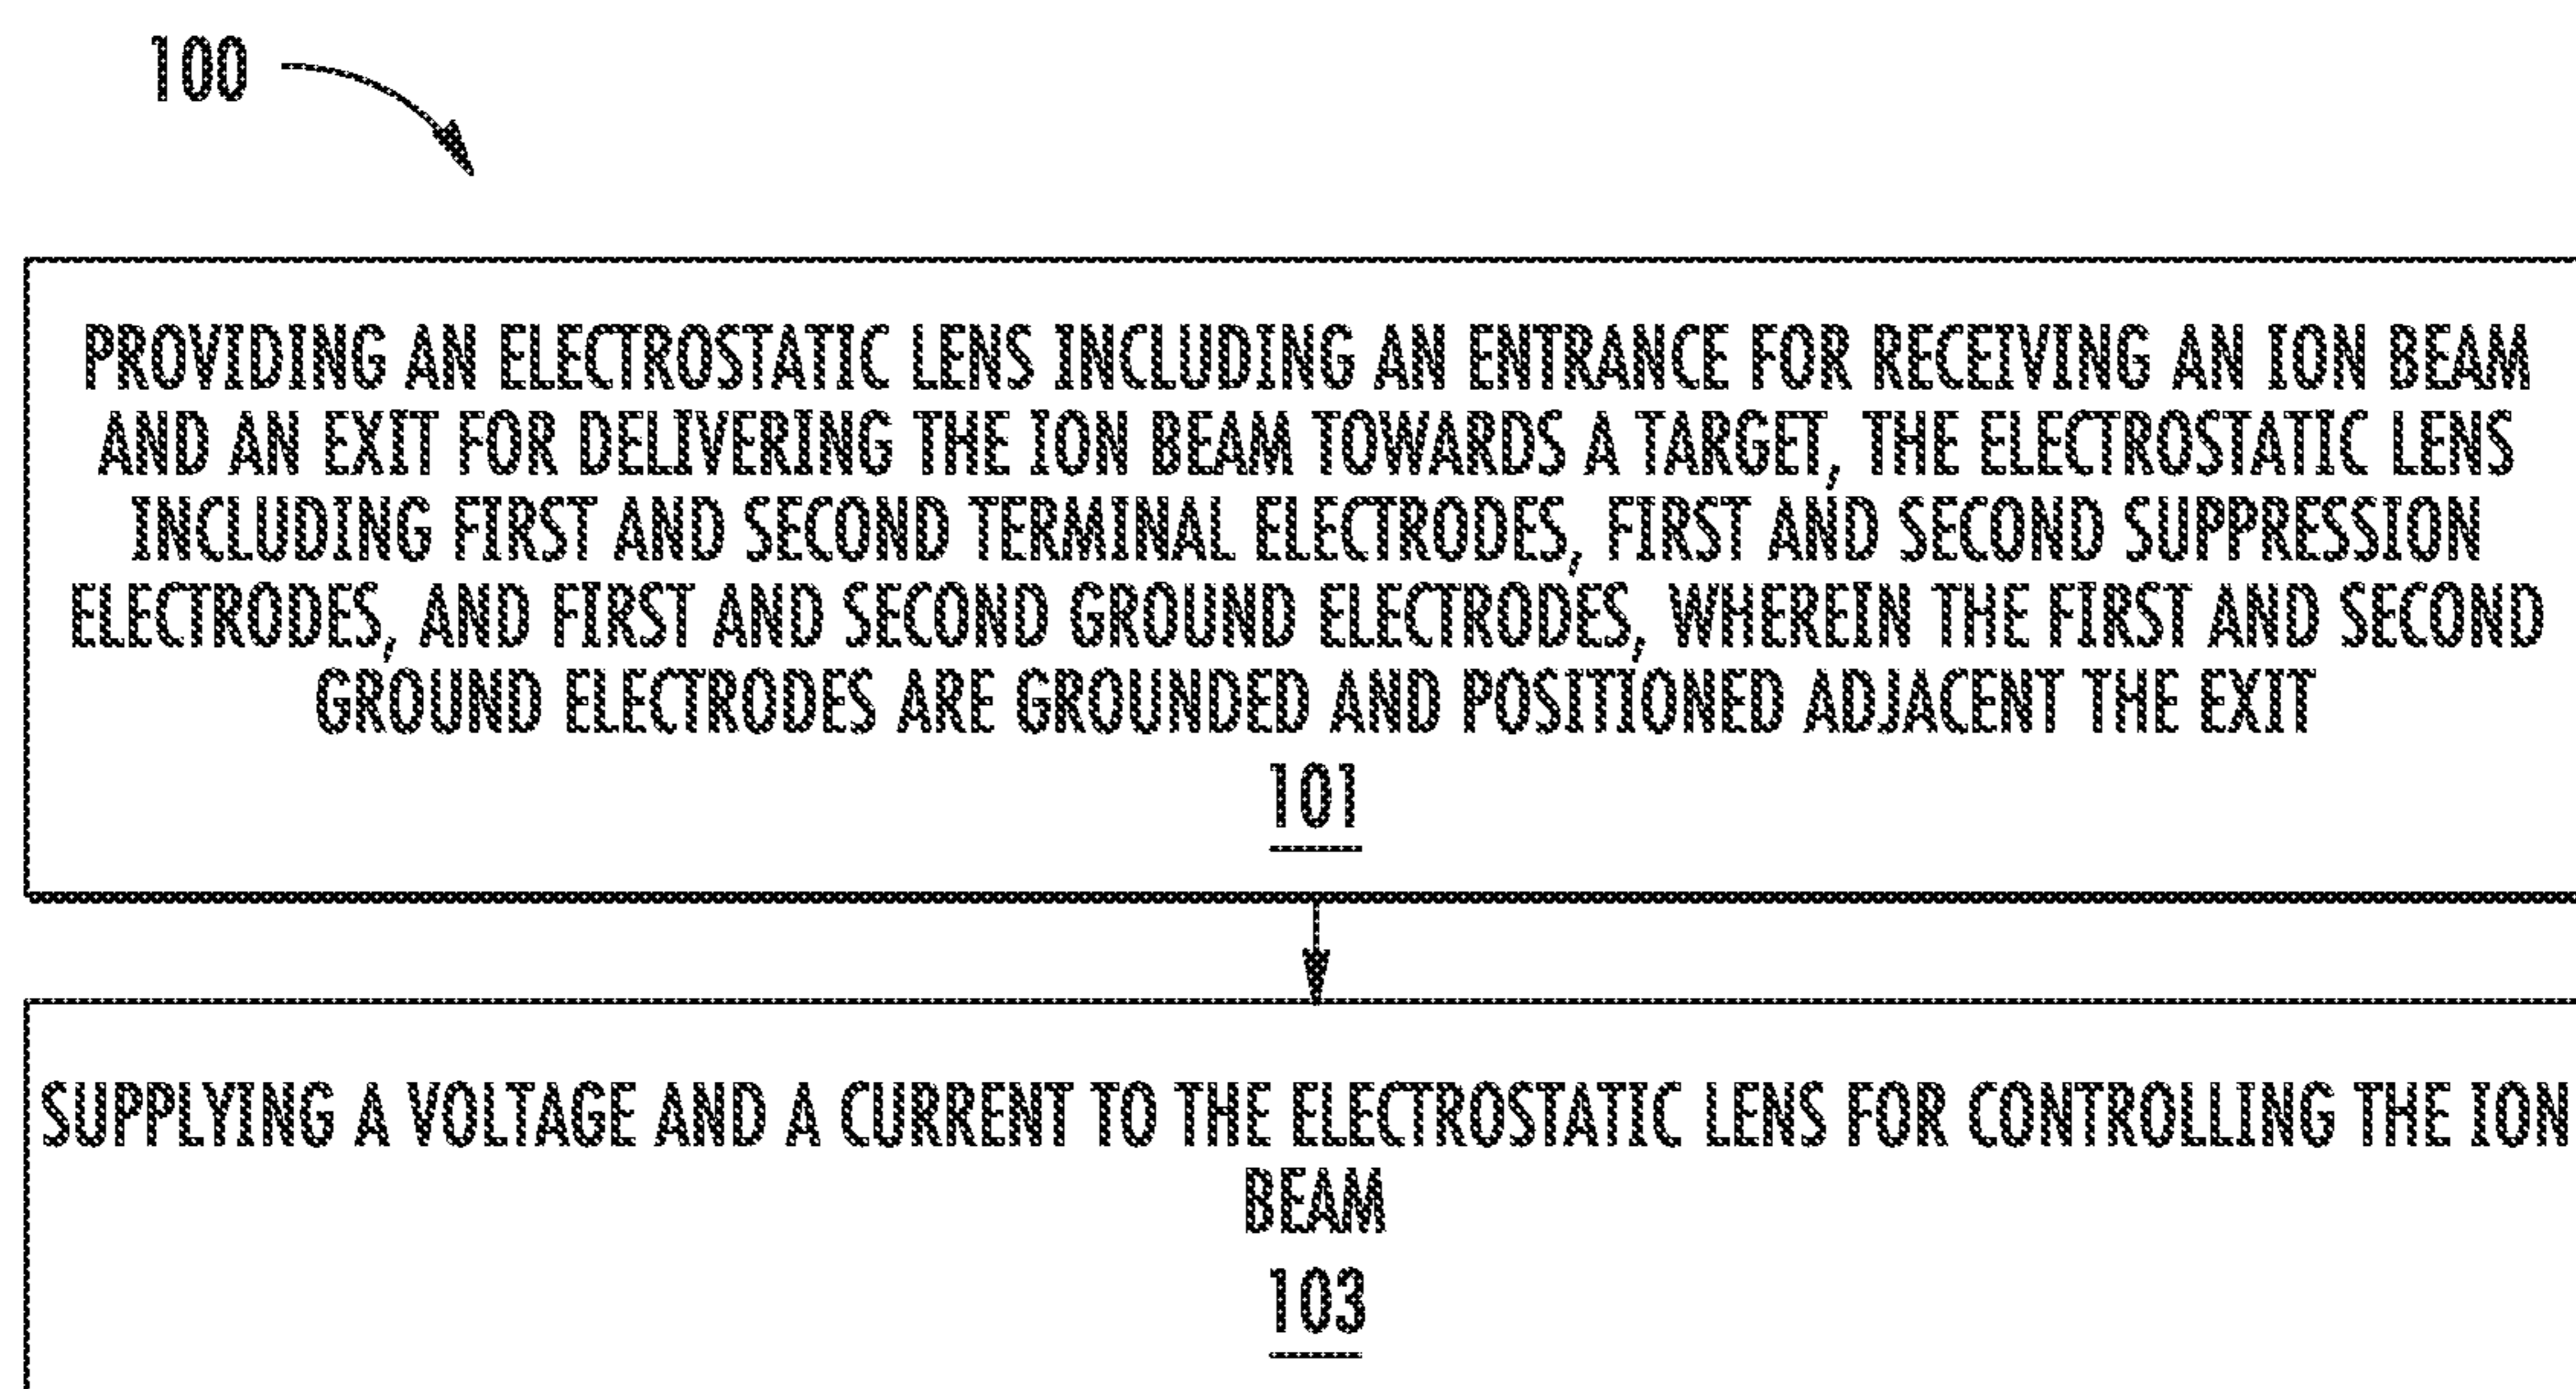 100
PROVIDING AN ELECTROSTATIC LENS INCLUDING AN ENTRANCE FOR RECEIVING AN ION BEAM
AND AN EXIT FOR DELIVERING THE ION BEAM TOWARDS A TARGET, THE ELECTROSTATIC LENS
INCLUDING FIRST AND SECOND TERMINAL ELECTRODES, FIRST AND SECOND SUPPRESSION
ELECTRODES, AND FIRST AND SECOND GROUND ELECTRODES, WHEREIN THE FIRST AND SECOND
GROUND ELECTRODES ARE GROUNDED AND POSITIONED ADJACENT THE EXIT
101
SUPPLYING A VOLTAGE AND A CURRENT TO THE ELECTROSTATIC LENS FOR CONTROLLING THE ION
BEAM
103